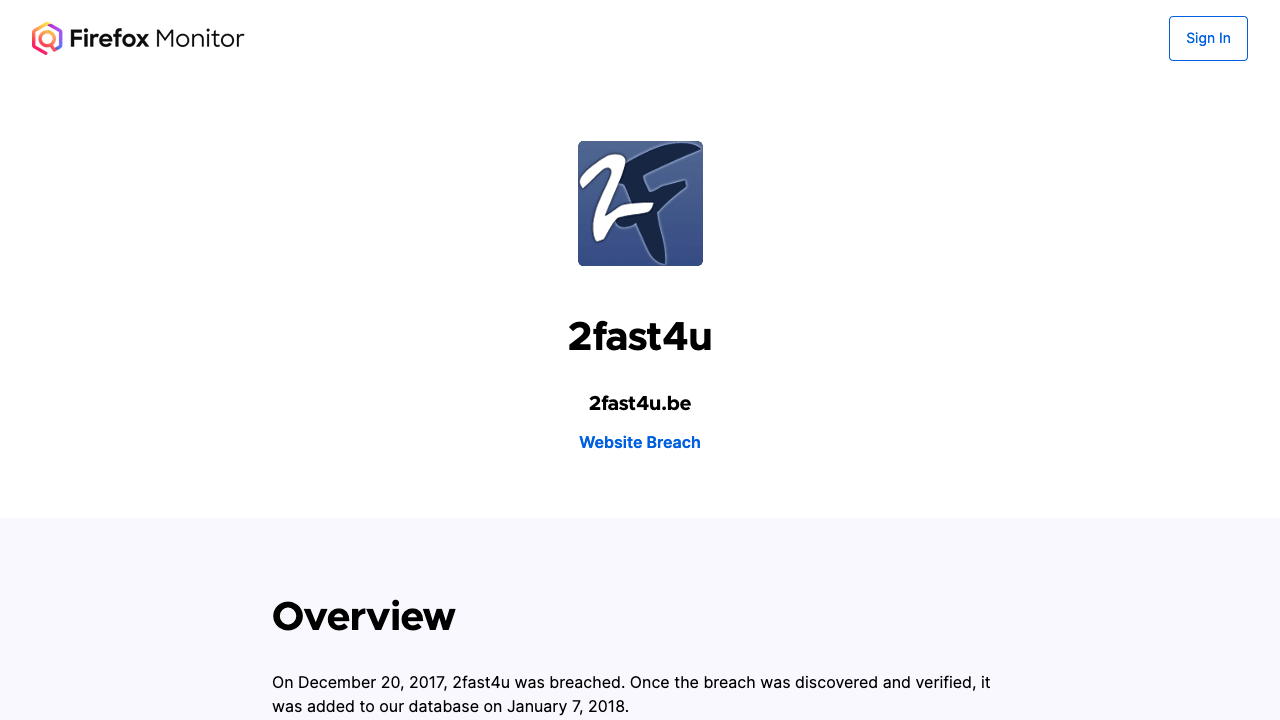 Firefox Monitor
Sign In
2F
2fast4u
2fast4u.be
Website Breach
Overview
On December 20, 2017, 2fast4u was breached. Once the breach was discovered and verified, it
was added to our database on January 7, 2018.